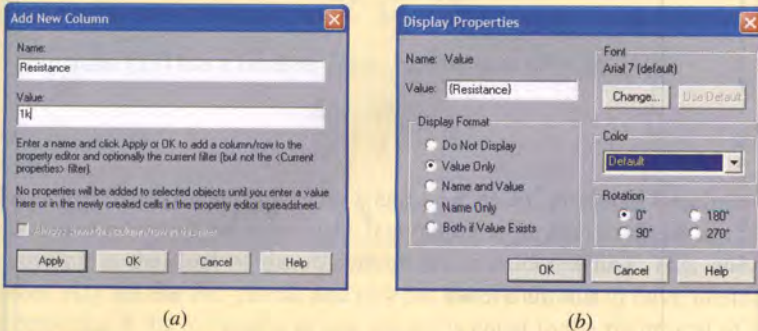 Add New Column
Name:
Resistance
Value:
1k
Enter a name and click Apply or OK to add a column/row to the
property editor and optionally the current filter (but not the <Current
properties> filter).
No properties will be added to selected objects until you enter a value
here or in the newly created cells in the property editor spreadsheet.
Apply
OK
Cancel
Help
(a)
Display Properties
Name: Value
Value: {Resistance}
Display Format
Do Not Display
Value Only
Name and Value
Name Only
Both if Value Exists
Font
Arial 7 (default)
Change...
Use Default
Color
Default
Rotation
0°
180°
90°
270°
OK
Cancel
Help
(b)